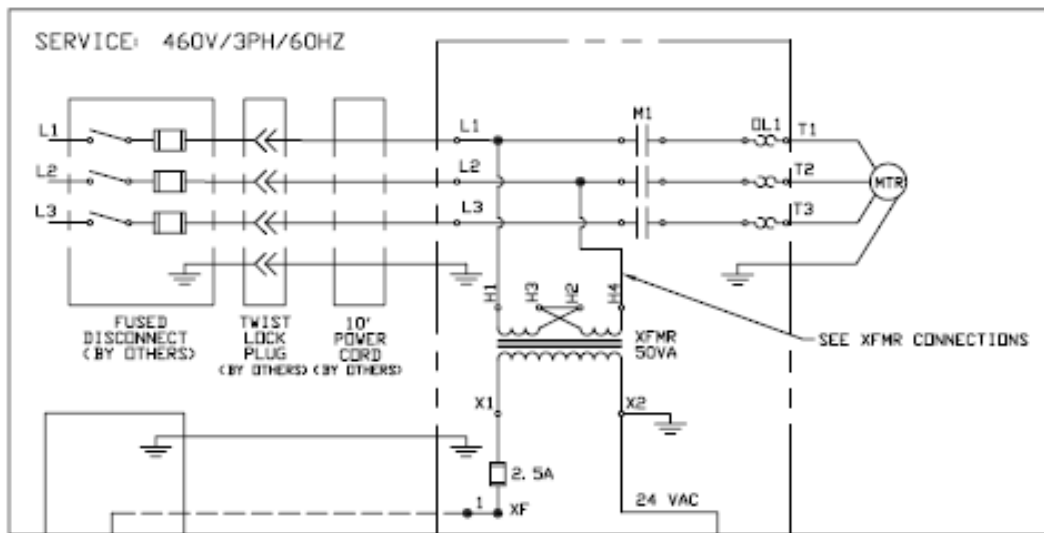 SERVICE: 460V/3PH/60HZ
M1
OL1
L1
L1
T1
L2
L2
T2
MTR
L3
L3
T3
H1
H3
H2
H4
FUSED
DISCONNECT
(BY OTHERS)
TWIST
LOCK
PLUG
(BY OTHERS)
10'
POWER
CORD
(BY OTHERS)
XFMR
50VA
SEE XFMR CONNECTIONS
X1
X2
2.5A
1
XF
24 VAC